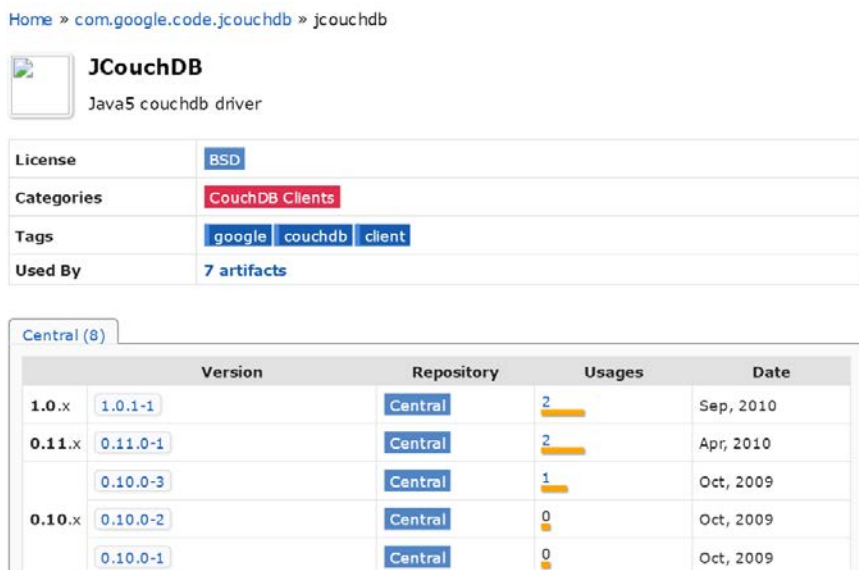 Home » com.google.code.jcouchdb » jcouchdb
JCouchDB
Java5 couchdb driver
License BSD
Categories CouchDB Clients
Tags google couchdb client
Used By 7 artifacts
Central (8)
Version Repository Usages Date
1.0.x 1.0.1-1 Central 2 Sep, 2010
0.11.x 0.11.0-1 Central 2 Apr, 2010
0.10.0-3 Central 1 Oct, 2009
0.10.x 0.10.0-2 Central 0 Oct, 2009
0.10.0-1 Central 0 Oct, 2009